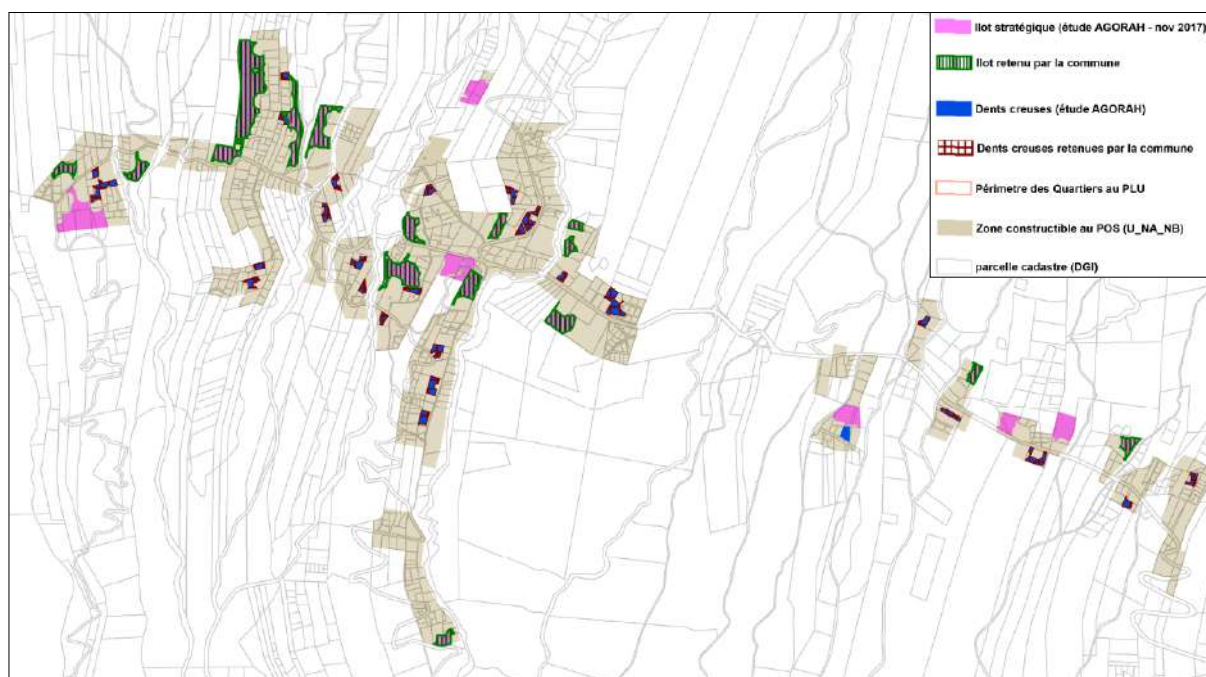 Ilot stratégique (étude AGORAH - nov 2017)
Ilot retenu par la commune
Dents creuses (étude AGORAH)
Dents creuses retenues par la commune
Périmetre des Quartiers au PLU
Zone constructible au POS (U_NA_NB)
parcelle cadastre (DGI)